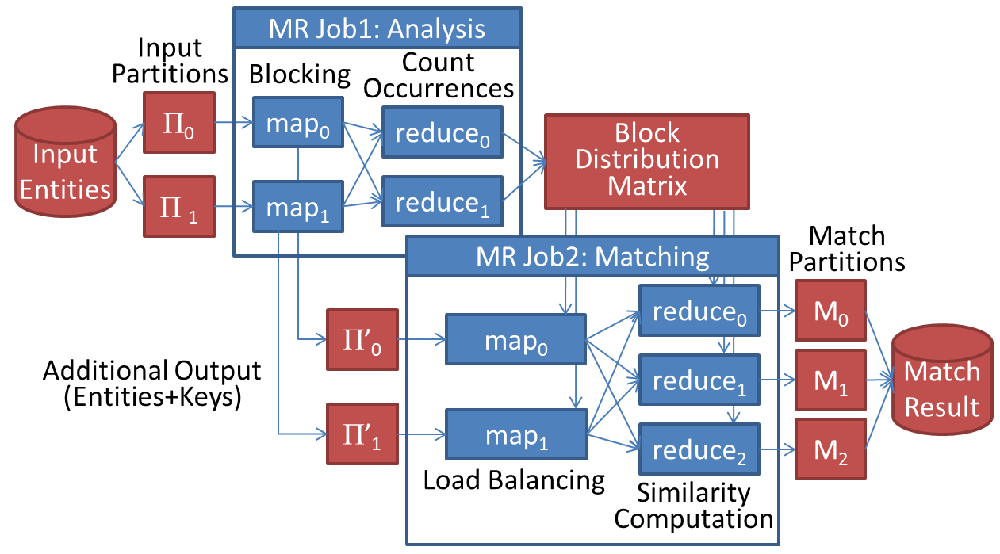 MR Job1: Analysis
Input
Partitions
Blocking
Count
Occurrences
Input
Entities
Π0
Π 1
map0
map1
reduce0
reduce1
Block
Distribution
Matrix
MR Job2: Matching
Match
Partitions
Additional Output
(Entities+Keys)
Π’0
Π’1
map0
map1
Load Balancing
reduce0
reduce1
reduce2
Similarity
Computation
M0
M1
M2
Match
Result